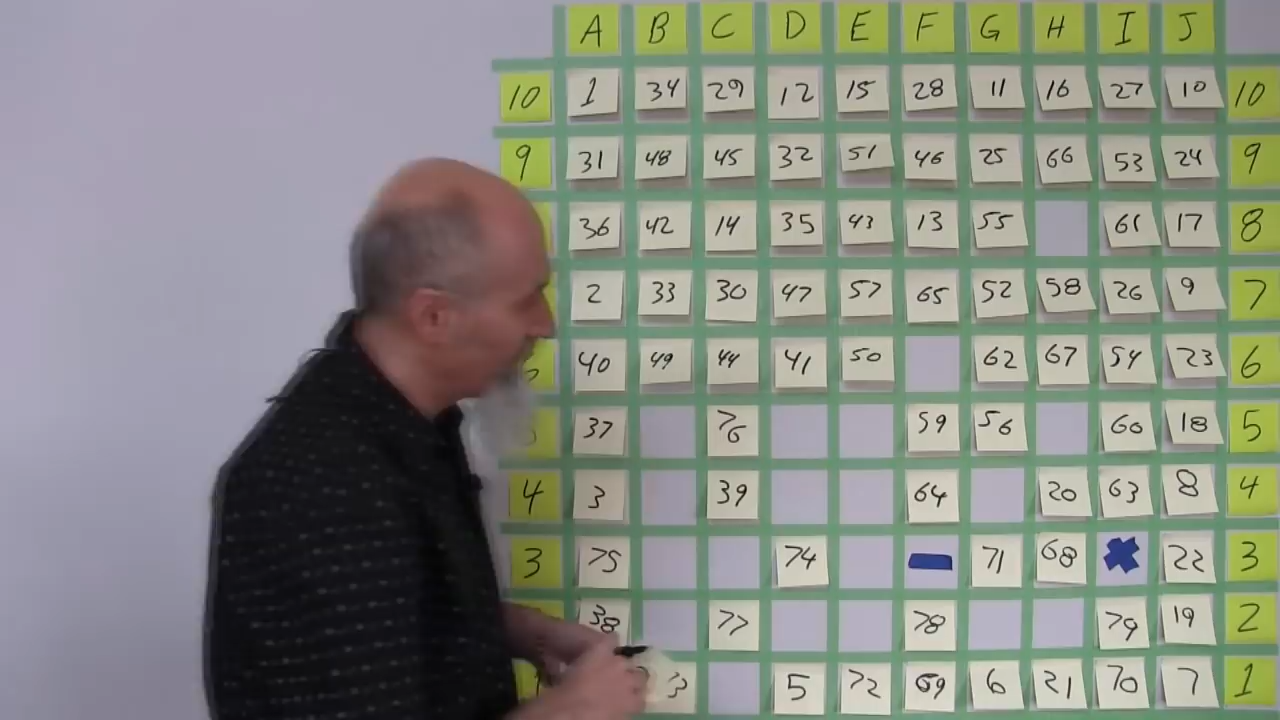 A B C D E F G H I J
10 1 34 29 12 15 28 11 16 27 10 10
9 31 48 45 32 51 46 25 66 53 24 9
36 42 14 35 43 13 55 61 17 8
2 33 30 47 57 65 52 58 26 9 7
40 49 44 41 50 62 67 54 23 6
37 76 59 56 60 18 5
4 3 39 64 20 63 8 4
3 75 74 71 68 22 3
38 77 78 79 19 2
5 72 69 6 21 70 7 1